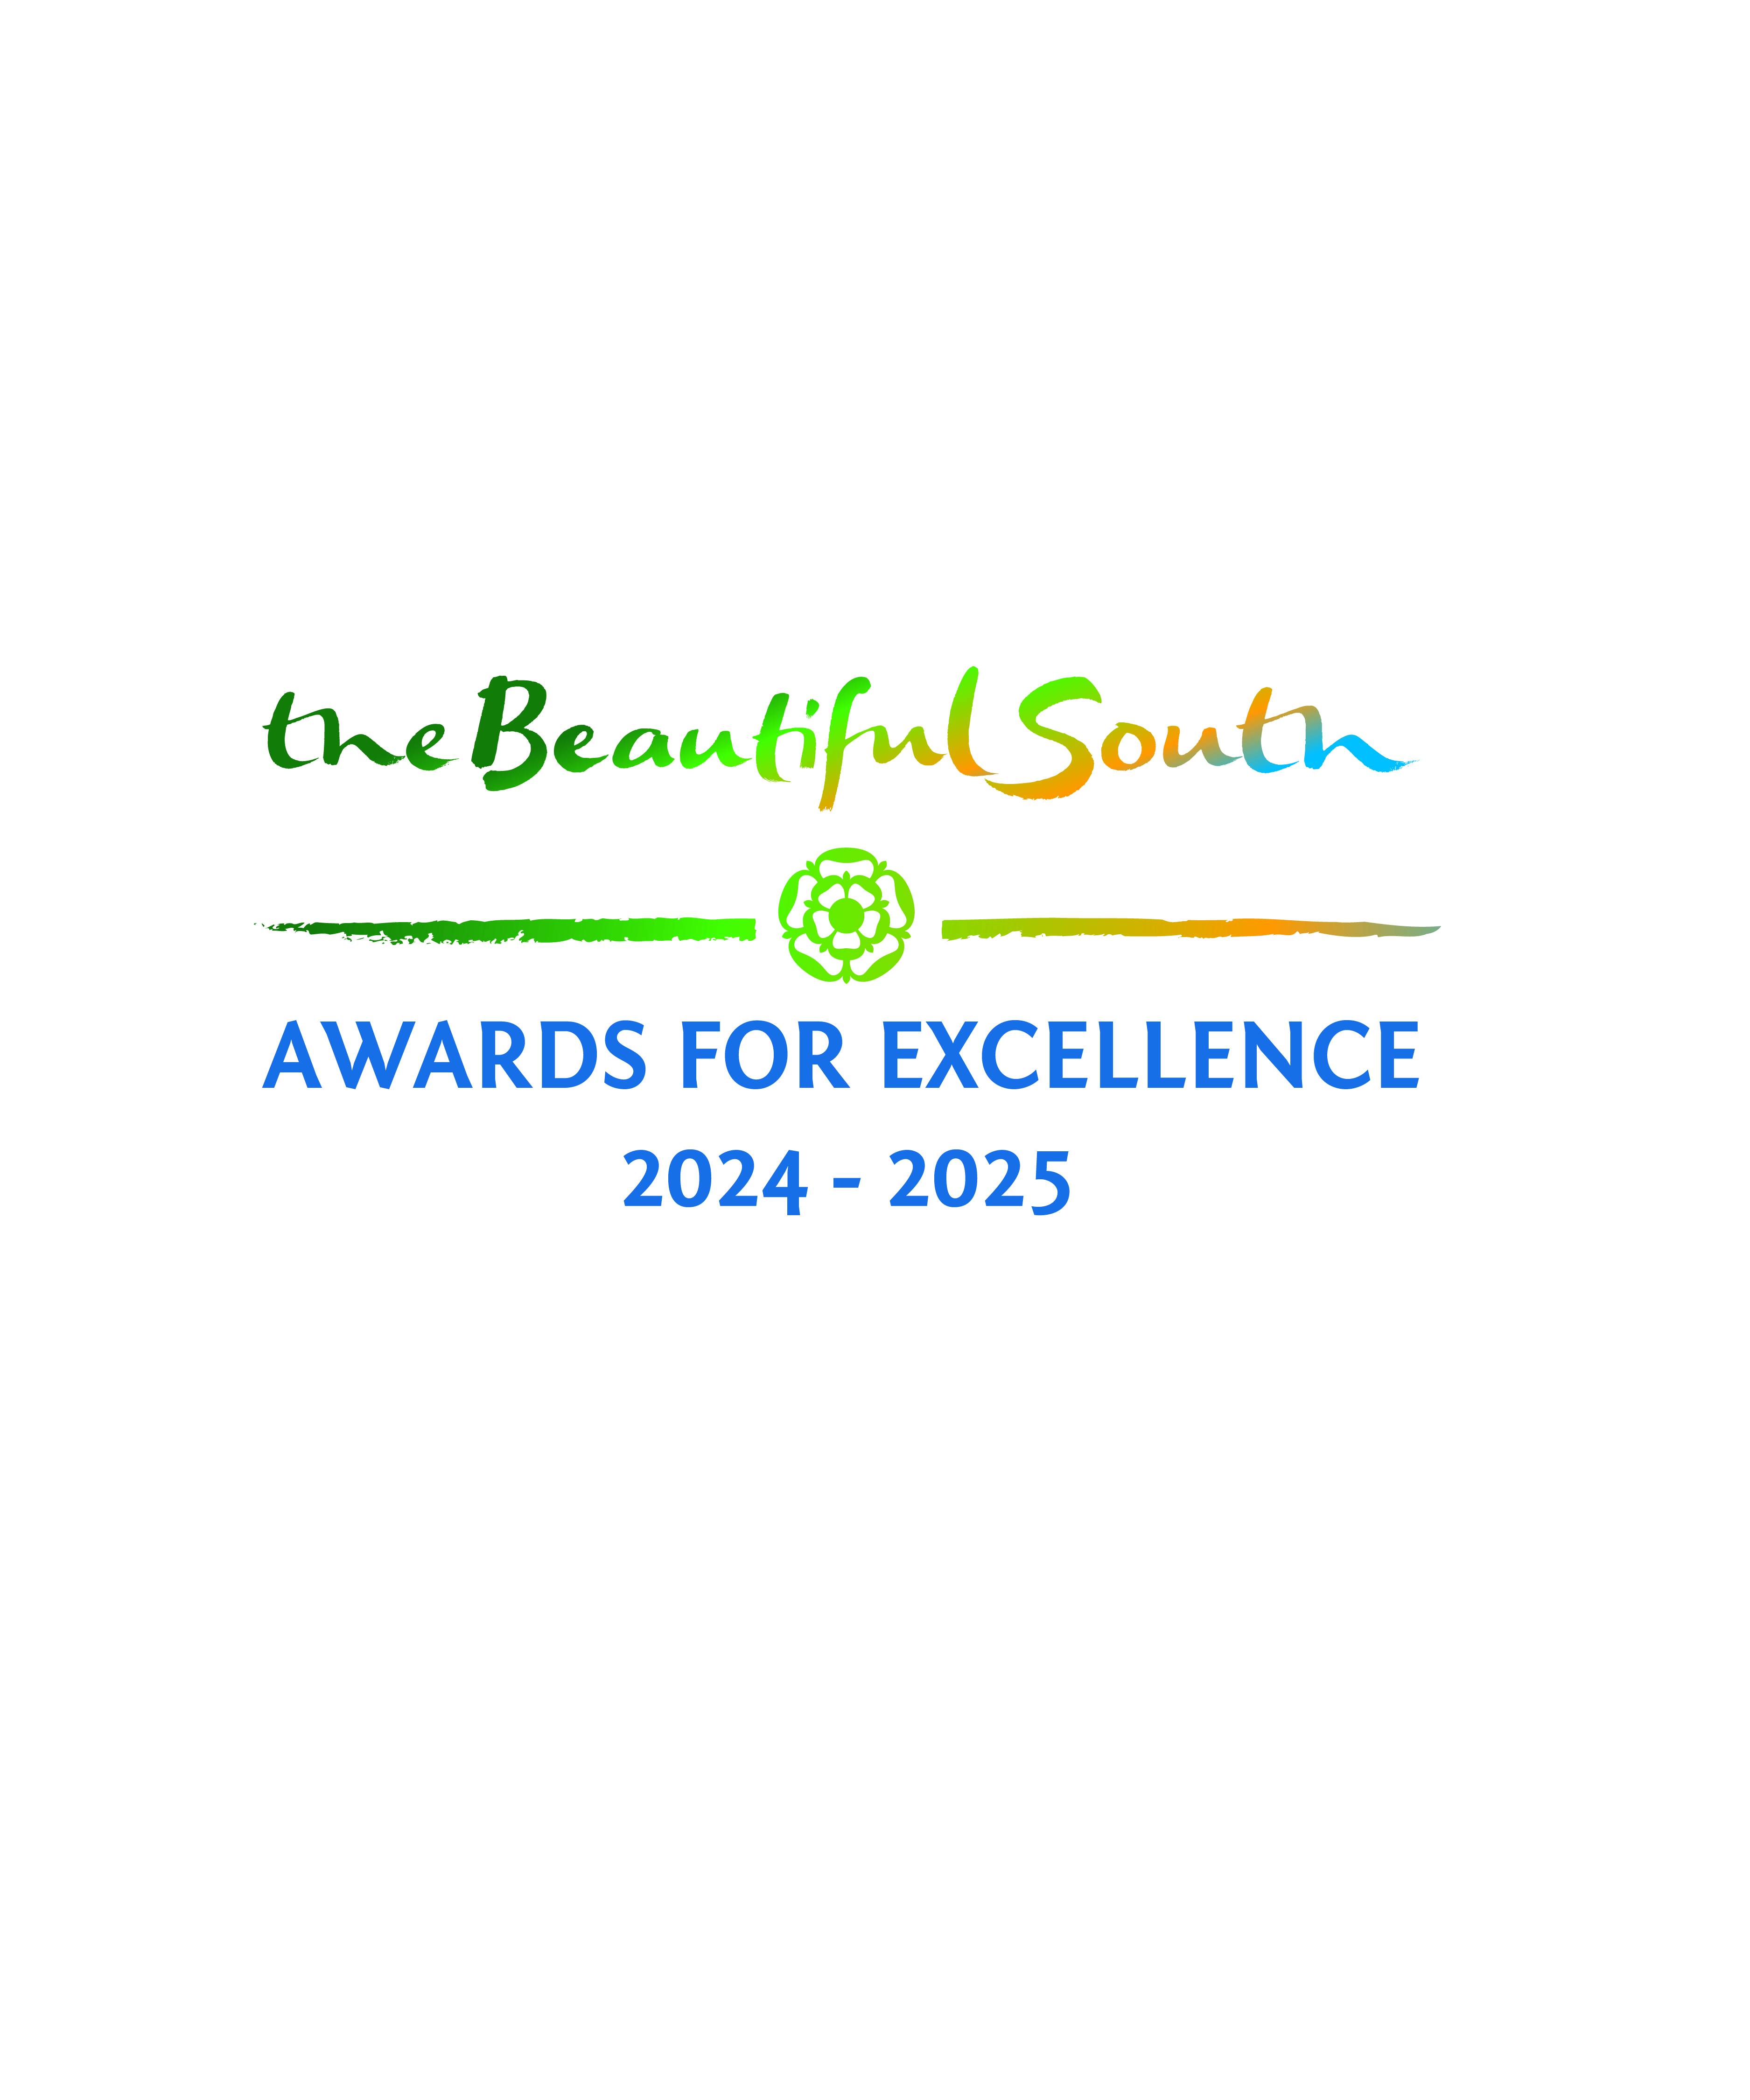 the Beautiful South
AWARDS FOR EXCELLENCE
2024 – 2025